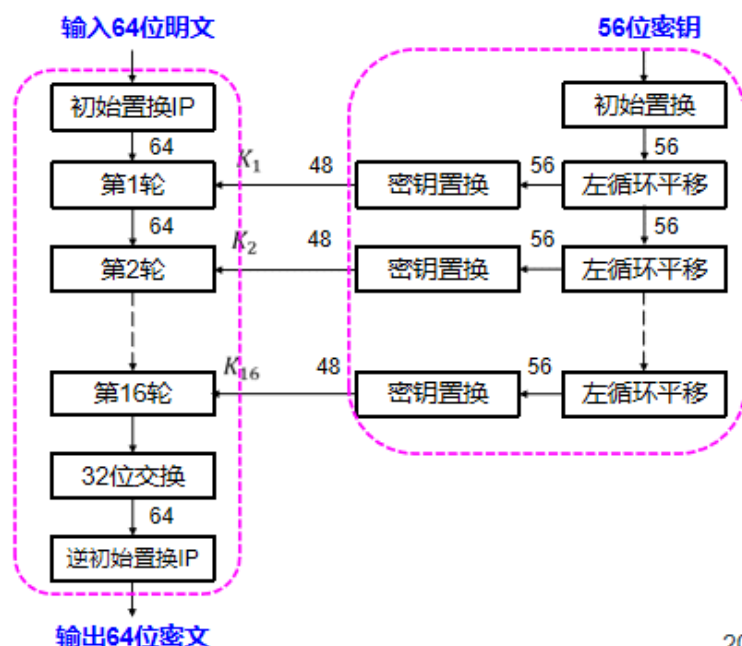 输入64位明文
56位密钥
初始置换IP
初始置换
64
56
第1轮
K₁
48
密钥置换
56
左循环平移
64
56
第2轮
K₂
48
密钥置换
56
左循环平移
第16轮
K₁₆
48
密钥置换
56
左循环平移
32位交换
64
逆初始置换IP
输出64位密文